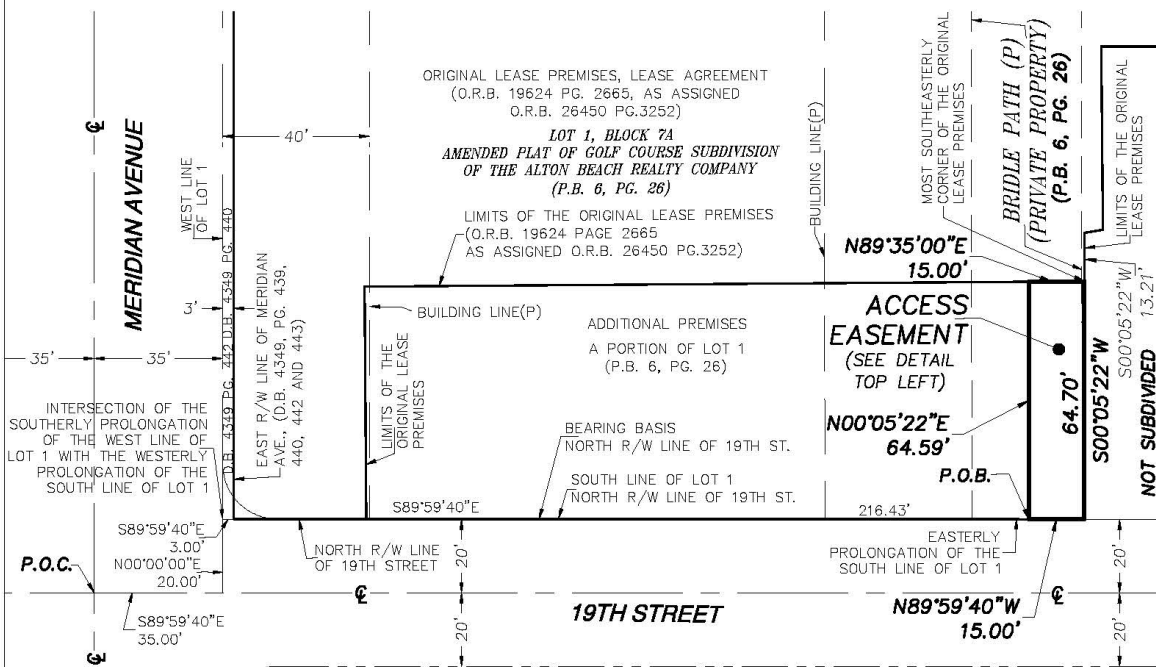 ORIGINAL LEASE PREMISES, LEASE AGREEMENT
(O.R.B. 19624 PG. 2665, AS ASSIGNED
O.R.B. 26450 PG.3252)
LOT 1, BLOCK 7A
AMENDED PLAT OF GOLF COURSE SUBDIVISION
OF THE ALTON BEACH REALTY COMPANY
(P.B. 6, PG. 26)
LIMITS OF THE ORIGINAL LEASE PREMISES
(O.R.B. 19624 PAGE 2665
AS ASSIGNED O.R.B. 26450 PG.3252)
40'
MERIDIAN AVENUE
WEST LINE
OF LOT 1
D.B. 4349 PG. 442 D.B. 4349 PG. 440
3'
EAST R/W LINE OF MERIDIAN
AVE., (D.B. 4349, PG. 439,
440, 442 AND 443)
35'
35'
BUILDING LINE(P)
LIMITS OF THE
ORIGINAL LEASE
PREMISES
ADDITIONAL PREMISES
A PORTION OF LOT 1
(P.B. 6, PG. 26)
BUILDING LINE(P)
MOST SOUTHEASTERLY
CORNER OF THE ORIGINAL
LEASE PREMISES
BRIDLE PATH (P)
(PRIVATE PROPERTY)
(P.B. 6, PG. 26)
LIMITS OF THE ORIGINAL
LEASE PREMISES
N89°35'00"E
15.00'
ACCESS
EASEMENT
(SEE DETAIL
TOP LEFT)
N00°05'22"E
64.59'
64.70'
S00°05'22"W
S00°05'22"W
13.21'
NOT SUBDIVIDED
P.O.B.
INTERSECTION OF THE
SOUTHERLY PROLONGATION
OF THE WEST LINE OF
LOT 1 WITH THE WESTERLY
PROLONGATION OF THE
SOUTH LINE OF LOT 1
BEARING BASIS
NORTH R/W LINE OF 19TH ST.
SOUTH LINE OF LOT 1
NORTH R/W LINE OF 19TH ST.
S89°59'40"E
216.43'
S89°59'40"E
3.00'
N00°00'00"E
20.00'
P.O.C.
S89°59'40"E
35.00'
NORTH R/W LINE
OF 19TH STREET
20'
20'
EASTERLY
PROLONGATION OF THE
SOUTH LINE OF LOT 1
19TH STREET
N89°59'40"W
15.00'
20'
20'
℄
℄
℄
℄